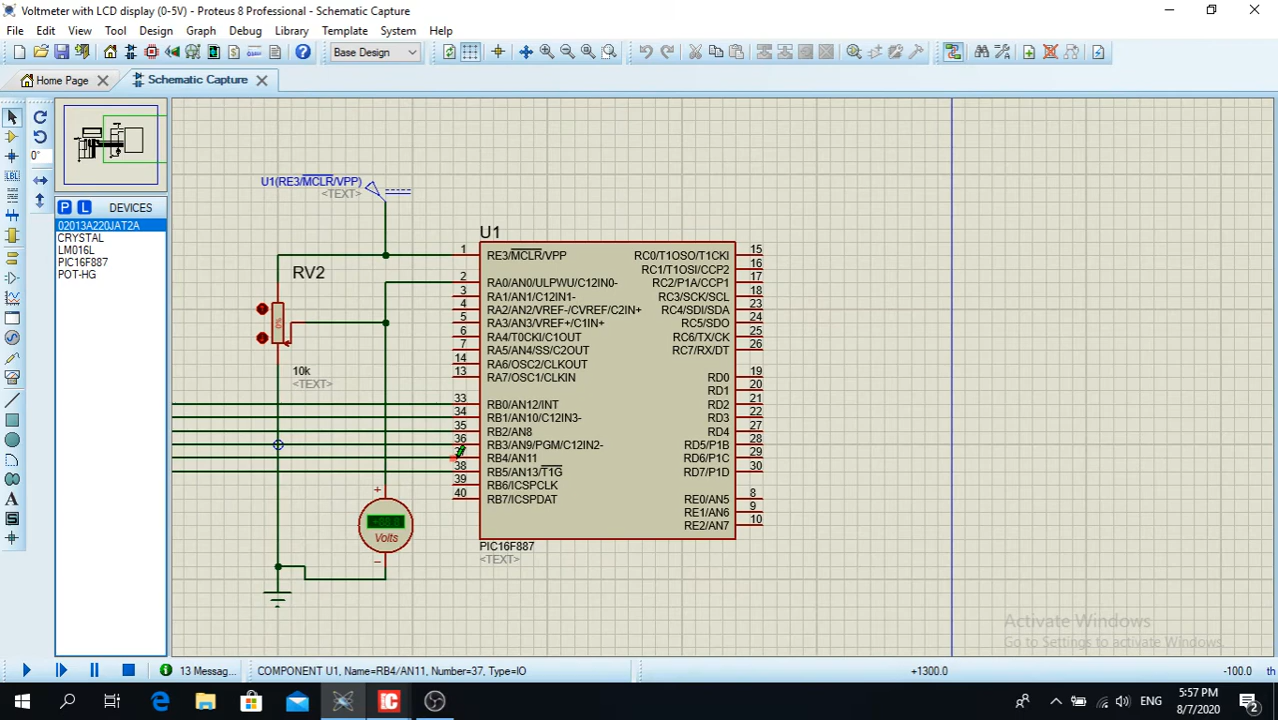 Voltmeter with LCD display (0-5V) - Proteus 8 Professional - Schematic Capture
File Edit View Tool Design Graph Debug Library Template System Help
Base Design
Home Page Schematic Capture
0°
P L DEVICES
02013A220JAT2A
CRYSTAL
LM016L
PIC16F887
POT-HG
U1(RE3/MCLR/VPP)
<TEXT>
RV2
0%
10k
<TEXT>
+
Volts
−
U1
1 RE3/MCLR/VPP
2 RA0/AN0/ULPWU/C12IN0-
3 RA1/AN1/C12IN1-
4 RA2/AN2/VREF-/CVREF/C2IN+
5 RA3/AN3/VREF+/C1IN+
6 RA4/T0CKI/C1OUT
7 RA5/AN4/SS/C2OUT
14 RA6/OSC2/CLKOUT
13 RA7/OSC1/CLKIN
33 RB0/AN12/INT
34 RB1/AN10/C12IN3-
35 RB2/AN8
36 RB3/AN9/PGM/C12IN2-
RB4/AN11
38 RB5/AN13/T1G
39 RB6/ICSPCLK
40 RB7/ICSPDAT
RC0/T1OSO/T1CKI 15
RC1/T1OSI/CCP2 16
RC2/P1A/CCP1 17
RC3/SCK/SCL 18
RC4/SDI/SDA 23
RC5/SDO 24
RC6/TX/CK 25
RC7/RX/DT 26
RD0 19
RD1 20
RD2 21
RD3 22
RD4 27
RD5/P1B 28
RD6/P1C 29
RD7/P1D 30
RE0/AN5 8
RE1/AN6 9
RE2/AN7 10
PIC16F887
<TEXT>
Activate Windows
Go to Settings to activate Windows.
13 Messag... COMPONENT U1, Name=RB4/AN11, Number=37, Type=IO +1300.0 -100.0 th
ENG 5:57 PM
8/7/2020
2